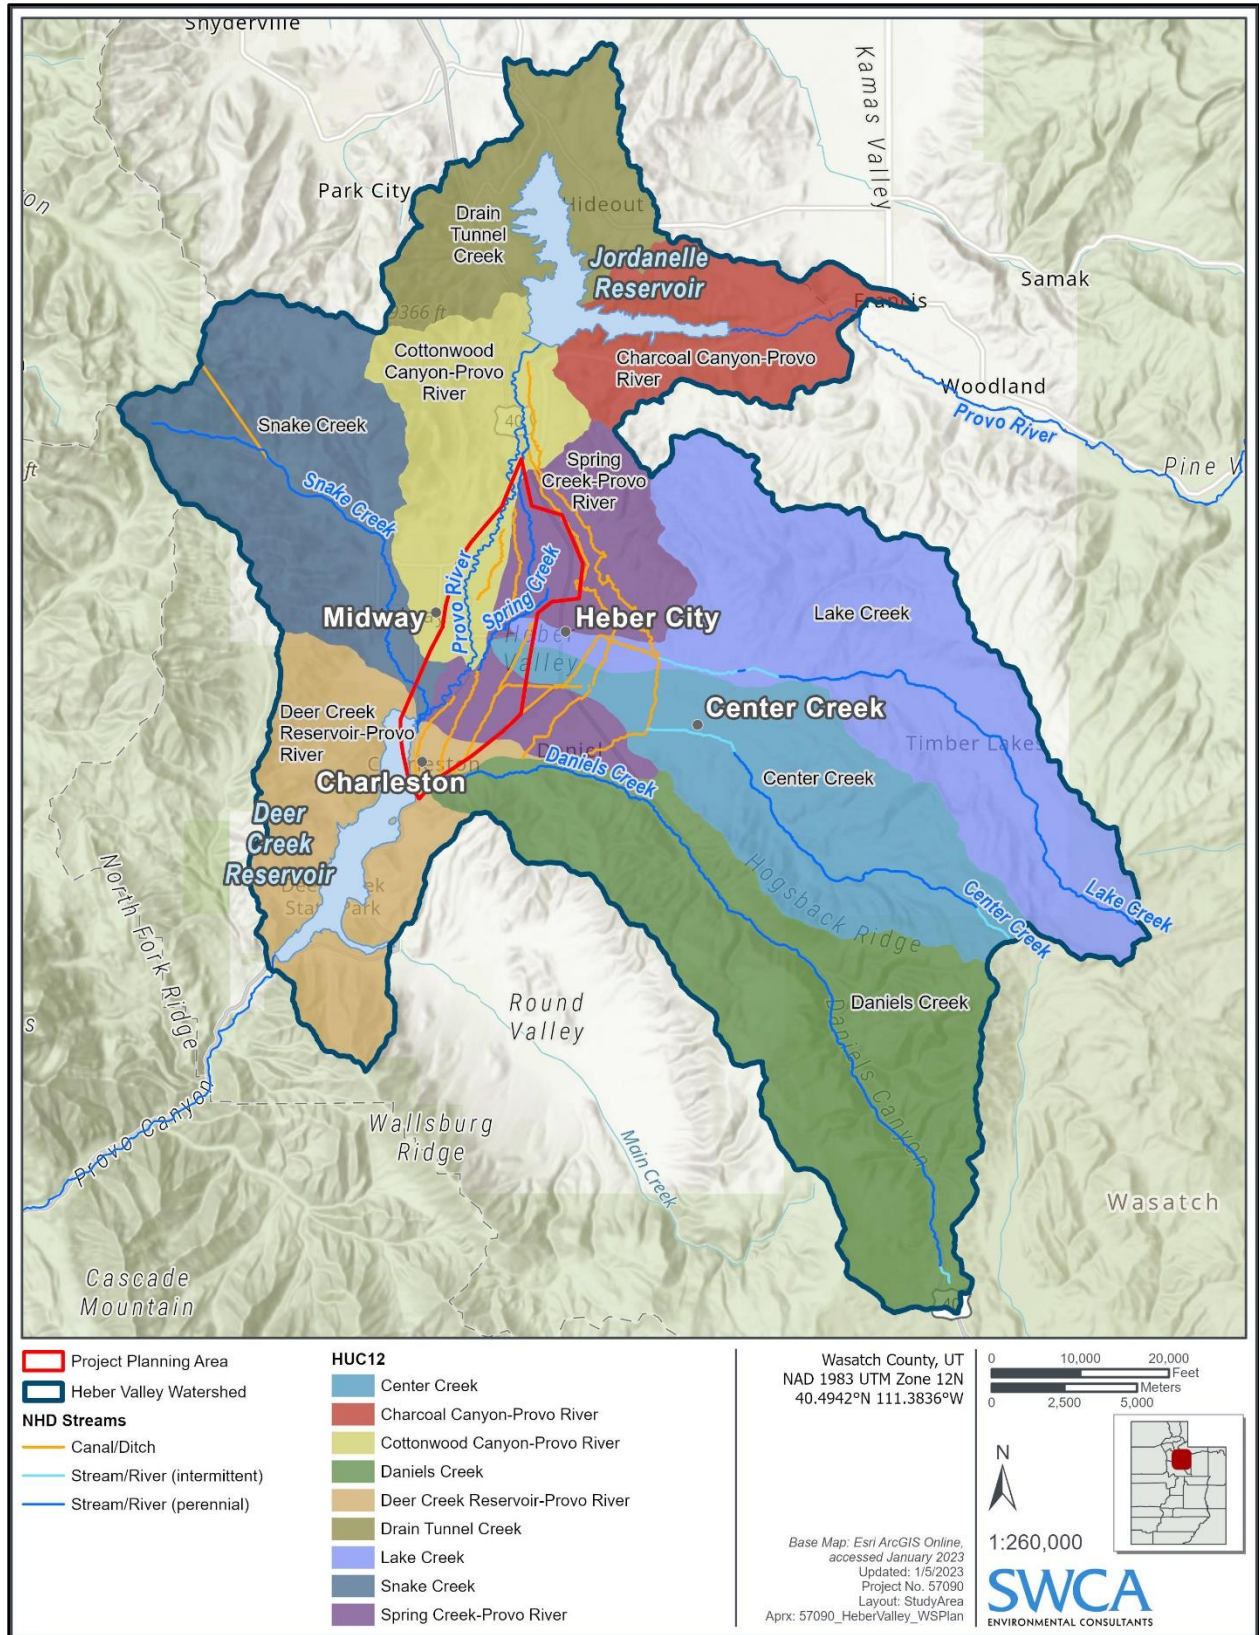 Snyderville
Kamas Valley
Park City
Hideout
Drain
Tunnel
Creek
Jordanelle
Reservoir
Samak
Francis
9366 ft
Cottonwood
Canyon-Provo
River
Charcoal Canyon-Provo
River
Woodland
Provo River
40
Snake Creek
Spring
Creek-Provo
River
Snake Creek
Provo River
Spring Creek
Midway
Heber City
Lake Creek
Heber
Valley
Deer Creek
Reservoir-Provo
River
Center Creek
Daniel
Timber Lakes
Charleston
Charleston
Daniels Creek
Center Creek
Deer
Creek
Reservoir
Deer Creek
State Park
Hogsback Ridge
Center Creek
Lake Creek
North Fork Ridge
Round
Valley
Daniels Creek
Daniels Canyon
Provo Canyon
Wallsburg
Ridge
Main Creek
Wasatch
Cascade
Mountain
40
Project Planning Area
Heber Valley Watershed
NHD Streams
Canal/Ditch
Stream/River (intermittent)
Stream/River (perennial)
HUC12
Center Creek
Charcoal Canyon-Provo River
Cottonwood Canyon-Provo River
Daniels Creek
Deer Creek Reservoir-Provo River
Drain Tunnel Creek
Lake Creek
Snake Creek
Spring Creek-Provo River
Wasatch County, UT
NAD 1983 UTM Zone 12N
40.4942°N 111.3836°W
Base Map: Esri ArcGIS Online,
accessed January 2023
Updated: 1/5/2023
Project No. 57090
Layout: StudyArea
Aprx: 57090_HeberValley_WSPlan
0 10,000 20,000
Feet
Meters
0 2,500 5,000
N
1:260,000
SWCA
ENVIRONMENTAL CONSULTANTS